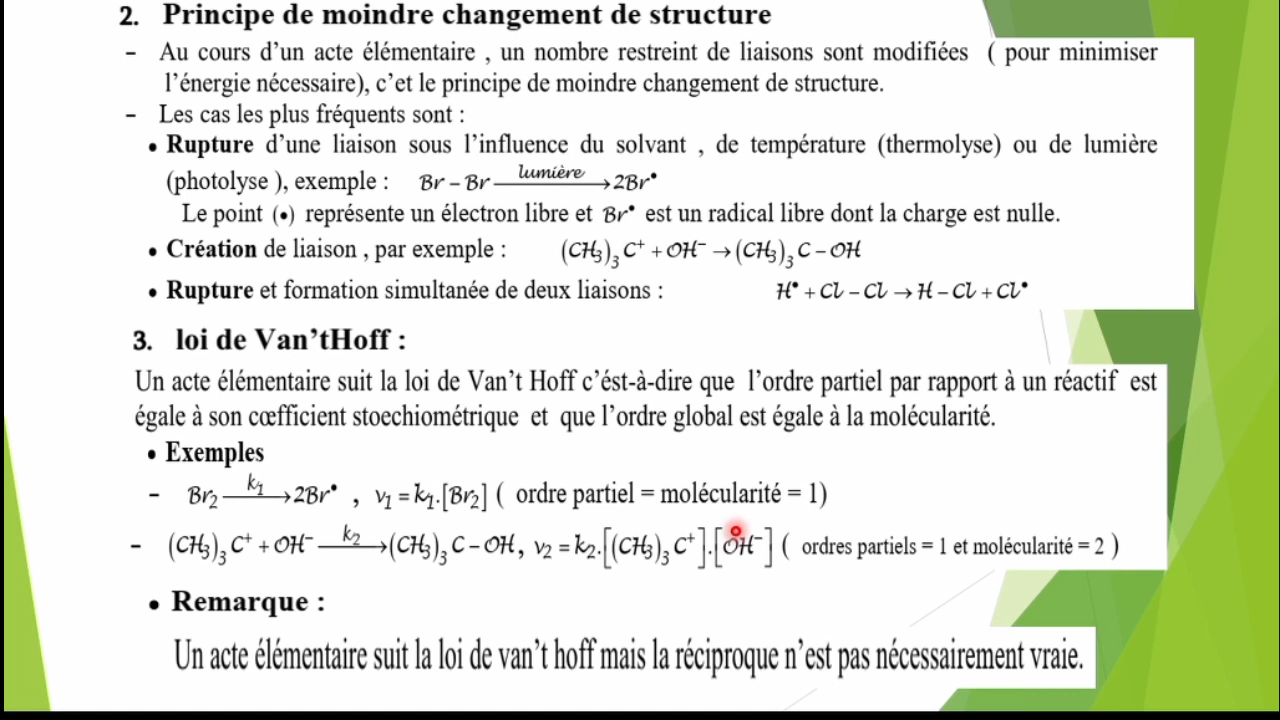 2. Principe de moindre changement de structure
- Au cours d’un acte élémentaire , un nombre restreint de liaisons sont modifiées ( pour minimiser
l’énergie nécessaire), c’et le principe de moindre changement de structure.
- Les cas les plus fréquents sont :
• Rupture d’une liaison sous l’influence du solvant , de température (thermolyse) ou de lumière
(photolyse ), exemple : Br – Br —lumière→ 2Br•
Le point (•) représente un électron libre et Br• est un radical libre dont la charge est nulle.
• Création de liaison , par exemple : (CH₃)₃C⁺ + OH⁻ → (CH₃)₃C – OH
• Rupture et formation simultanée de deux liaisons : H• + Cl – Cl → H – Cl + Cl•
3. loi de Van’tHoff :
Un acte élémentaire suit la loi de Van’t Hoff c’ést-à-dire que l’ordre partiel par rapport à un réactif est
égale à son cœfficient stoechiométrique et que l’ordre global est égale à la molécularité.
• Exemples
- Br₂ —k₁→ 2Br• , v₁ = k₁.[Br₂] ( ordre partiel = molécularité = 1)
- (CH₃)₃C⁺ + OH⁻ —k₂→ (CH₃)₃C – OH, v₂ = k₂.[(CH₃)₃C⁺].[OH⁻] ( ordres partiels = 1 et molécularité = 2 )
• Remarque :
Un acte élémentaire suit la loi de van’t hoff mais la réciproque n’est pas nécessairement vraie.